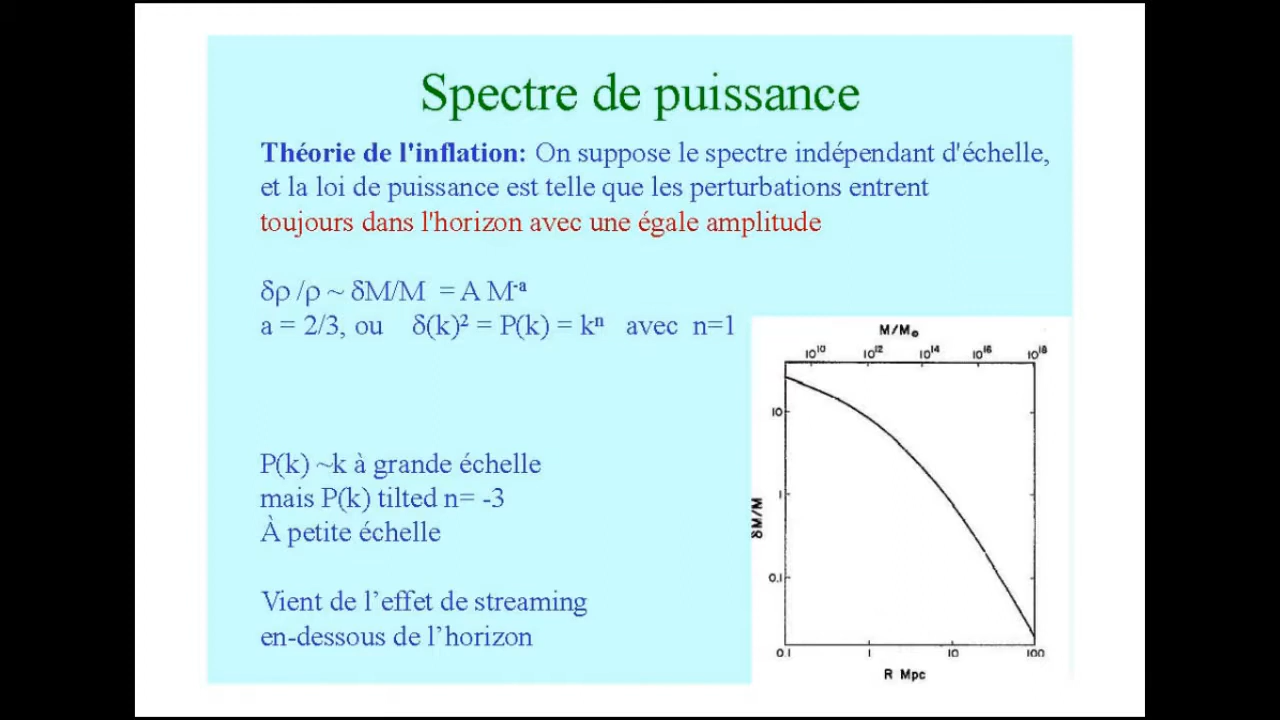 Spectre de puissance
Théorie de l'inflation: On suppose le spectre indépendant d'échelle,
et la loi de puissance est telle que les perturbations entrent
toujours dans l'horizon avec une égale amplitude
δρ /ρ ~ δM/M = A M⁻ᵃ
a = 2/3, ou δ(k)² = P(k) = kⁿ avec n=1
P(k) ~k à grande échelle
mais P(k) tilted n= -3
À petite échelle
Vient de l’effet de streaming
en-dessous de l’horizon
M/M⊙
10¹⁰ 10¹² 10¹⁴ 10¹⁶ 10¹⁸
10
1
0.1
δM/M
0.1 1 10 100
R Mpc